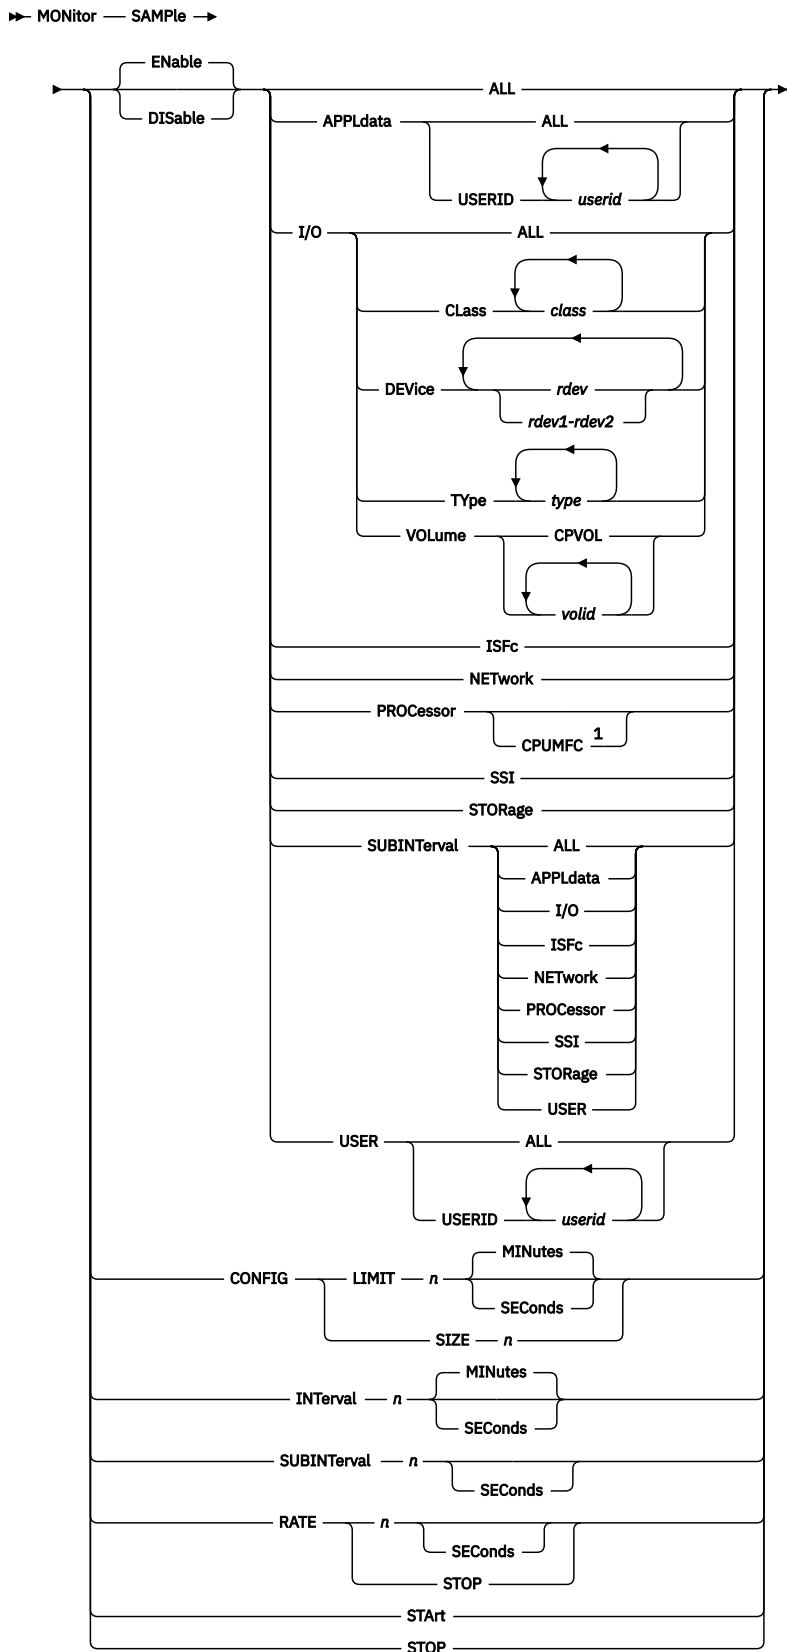 MONitor SAMPle
ENable
DISable
ALL
APPLdata ALL
USERID userid
I/O ALL
CLass class
DEVice rdev
rdev1-rdev2
TYpe type
VOLume CPVOL
volid
ISFc
NETwork
PROCessor
CPUMFC 1
SSI
STORage
SUBINTerval ALL
APPLdata
I/O
ISFc
NETwork
PROCessor
SSI
STORage
USER
USER ALL
USERID userid
MINutes
CONFIG LIMIT n
SEConds
SIZE n
MINutes
INTerval n
SEConds
SUBINTerval n
SEConds
RATE n
SEConds
STOP
STArt
STOP